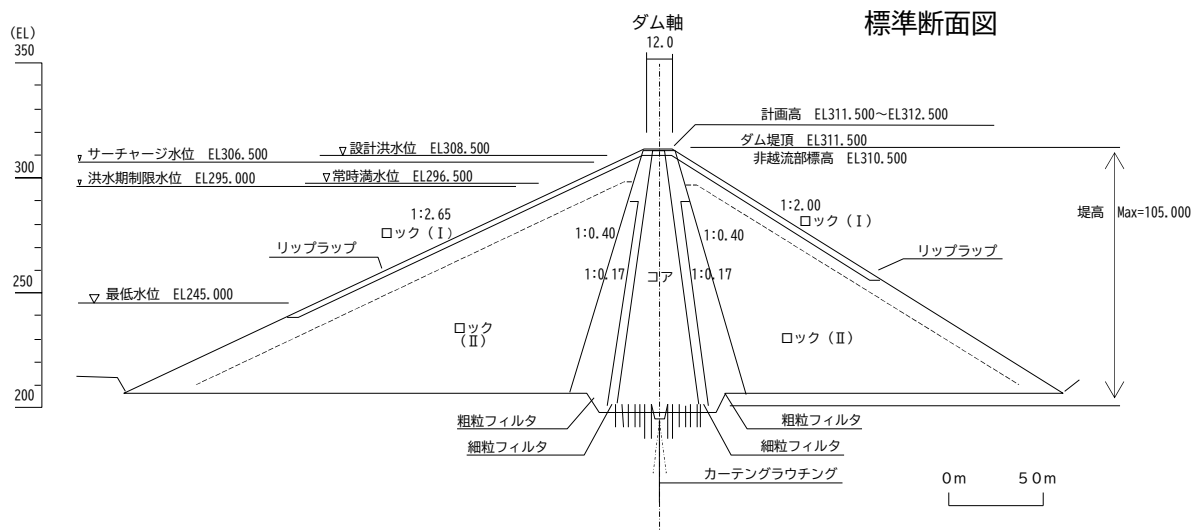 標準断面図
ダム軸
12.0
(EL)
350
300
250
200
計画高 EL311.500～EL312.500
ダム堤頂 EL311.500
非越流部標高 EL310.500
▽設計洪水位 EL308.500
▽サーチャージ水位 EL306.500
▽常時満水位 EL296.500
▽洪水期制限水位 EL295.000
▽最低水位 EL245.000
堤高 Max=105.000
1:2.65
ロック(Ⅰ)
1:2.00
ロック(Ⅰ)
リップラップ
リップラップ
1:0.40
1:0.40
1:0.17
コア
1:0.17
ロック
(Ⅱ)
ロック(Ⅱ)
粗粒フィルタ
粗粒フィルタ
細粒フィルタ
細粒フィルタ
カーテングラウチング
0m
50m